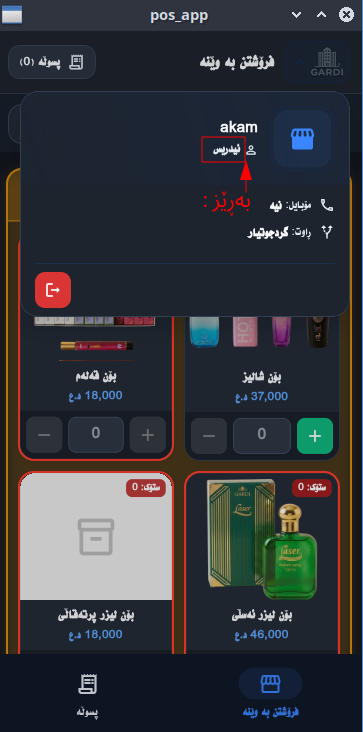 pos_app
GARDI
فرۆشتن بە وێنە
پسوڵە (0)
akam
ئیدریس
بەڕێز :
مۆبایل: نیە
ڕاوت: گردجوتیار
بۆن شالیز
37,000 د.ع
0
بۆن قەلەم
18,000 د.ع
0
ستۆک: 0
GARDI
Laser
laser
بۆن لیزر ئەسڵی
46,000 د.ع
ستۆک: 0
بۆن لیزر پرتەقاڵی
18,000 د.ع
فرۆشتن بە وێنە
پسوڵە